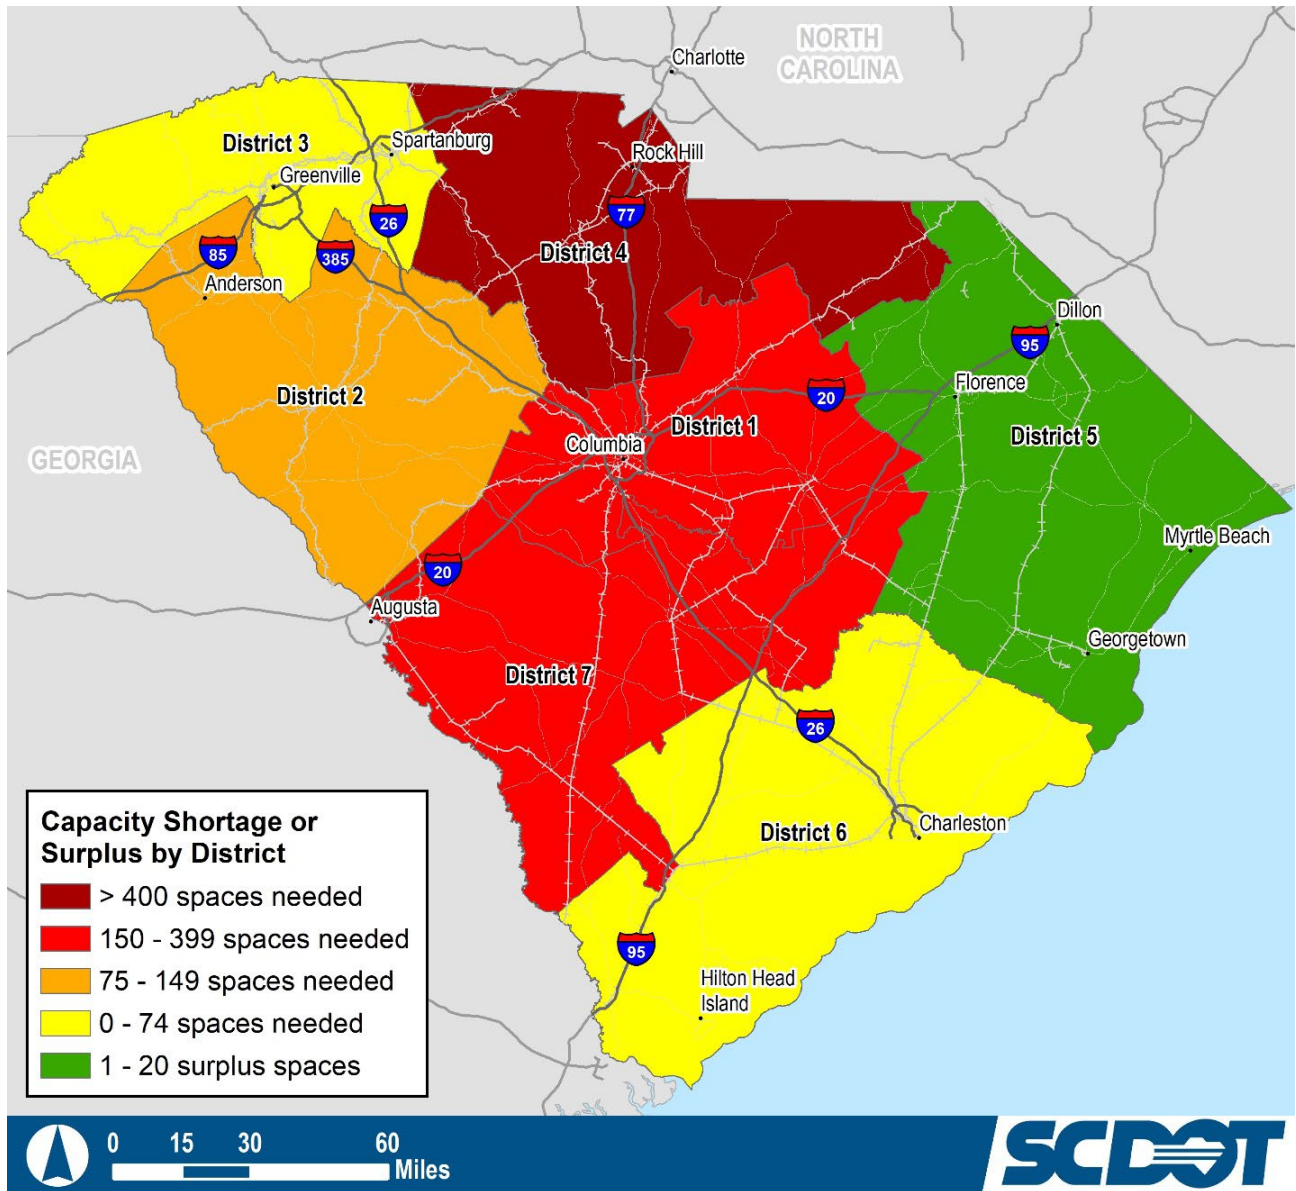 NORTH
CAROLINA
Charlotte
District 3
Spartanburg
Rock Hill
Greenville
26
77
85
385
District 4
Anderson
Dillon
95
District 2
20
Florence
District 1
District 5
Columbia
GEORGIA
Myrtle Beach
20
Augusta
Georgetown
District 7
26
Capacity Shortage or
Surplus by District
> 400 spaces needed
150 - 399 spaces needed
75 - 149 spaces needed
0 - 74 spaces needed
1 - 20 surplus spaces
District 6
Charleston
95
Hilton Head
Island
0 15 30 60
Miles
SCDOT